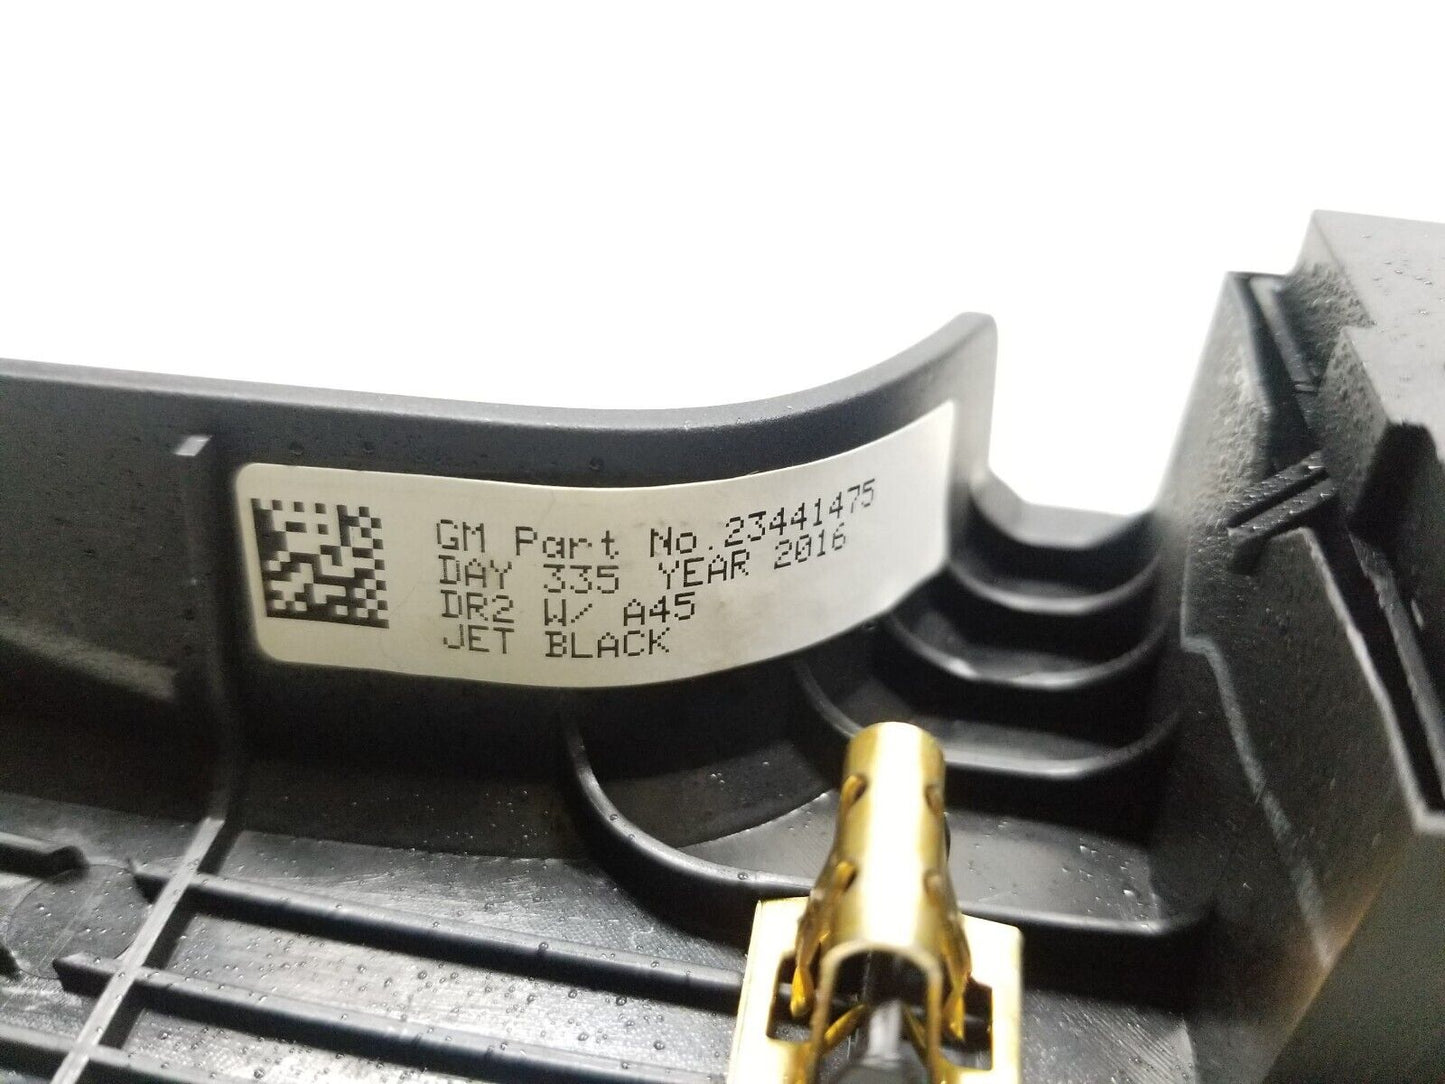 GM Part No.23441475
DAY 335 YEAR 2016
DR2 W/ A45
JET BLACK